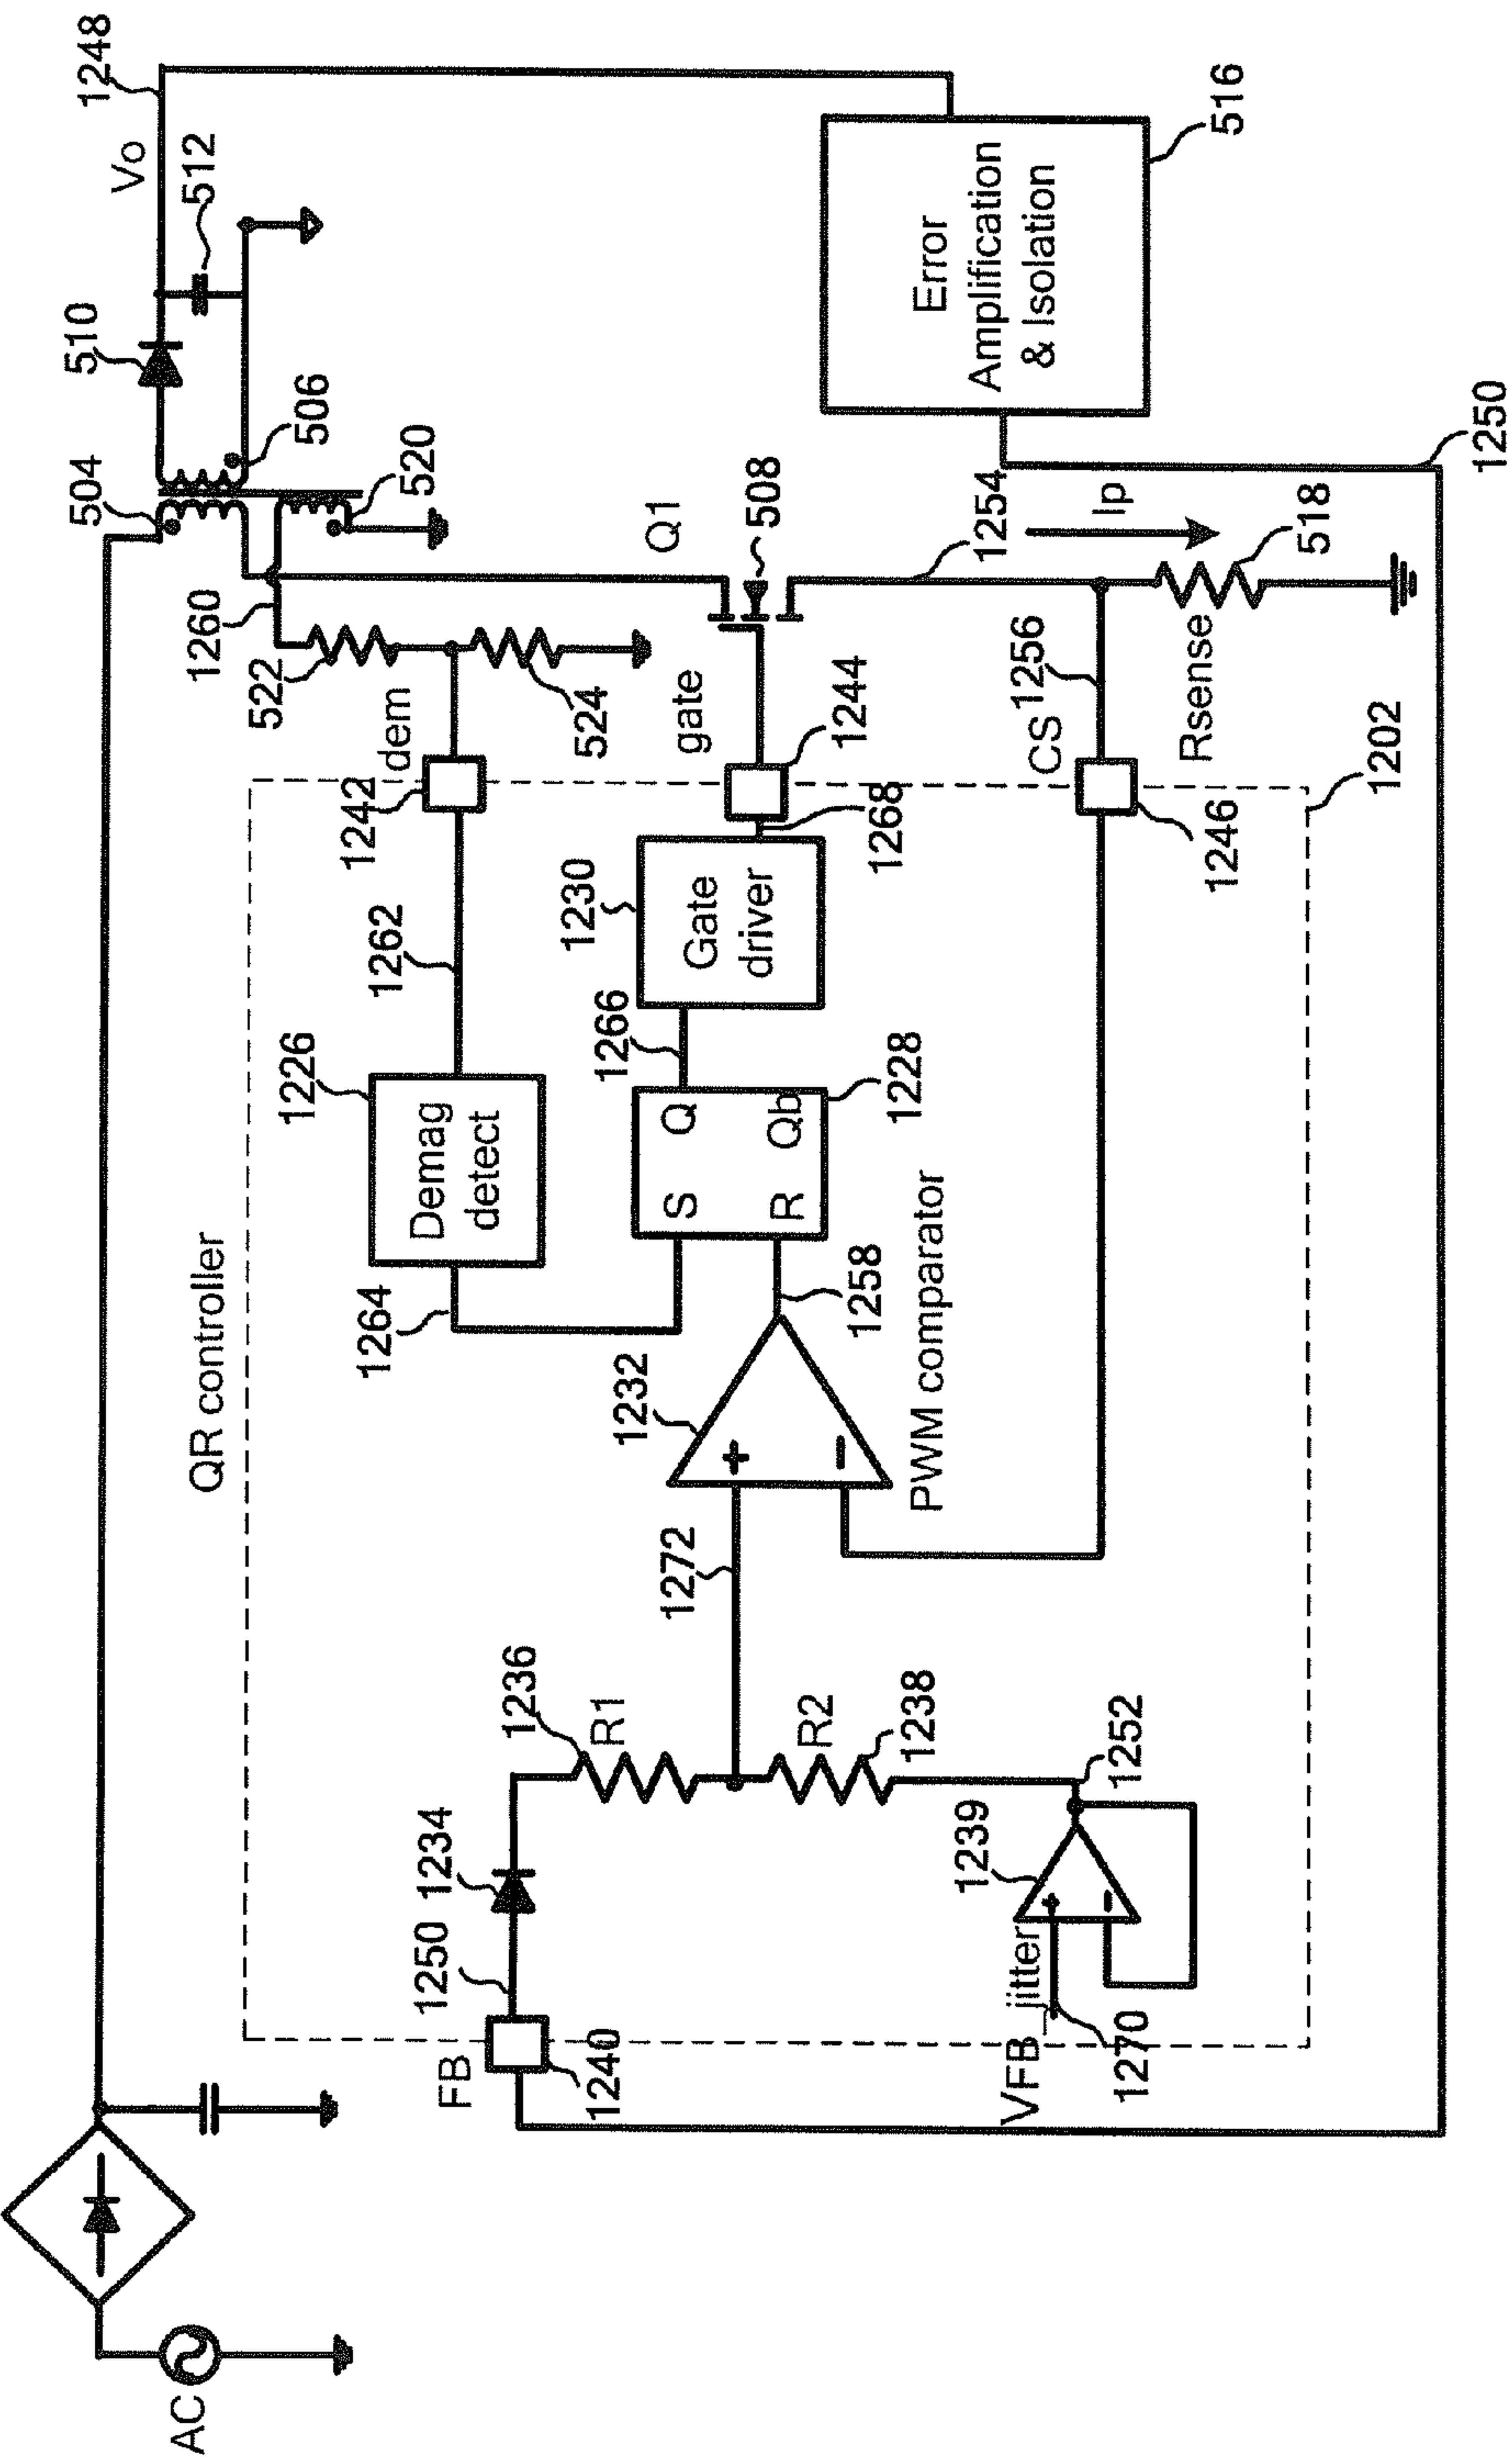 1248
Vo
512
510
506
504
520
1260
522
524
Q1
508
1254
Ip
518
Rsense
1256
CS
1246
1202
Error
Amplification
& Isolation
516
1250
dem
1242
gate
1244
1268
1230
Gate
driver
1262
1266
1226
Demag
detect
1264
S
Q
R
Qb
1228
1258
QR controller
1232
+
-
PWM comparator
1272
1236
R1
R2
1238
1252
1239
+
-
1234
1250
FB
1240
VFB_jitter
1270
AC